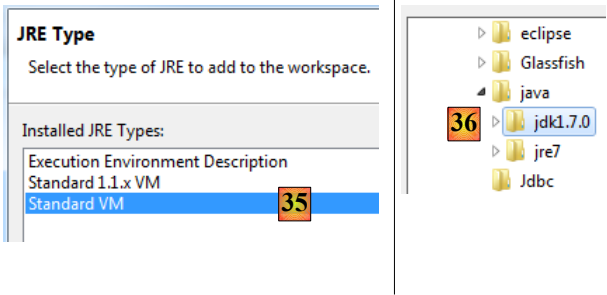 JRE Type
Select the type of JRE to add to the workspace.
Installed JRE Types:
Execution Environment Description
Standard 1.1.x VM
Standard VM
35
eclipse
Glassfish
java
36
jdk1.7.0
jre7
Jdbc